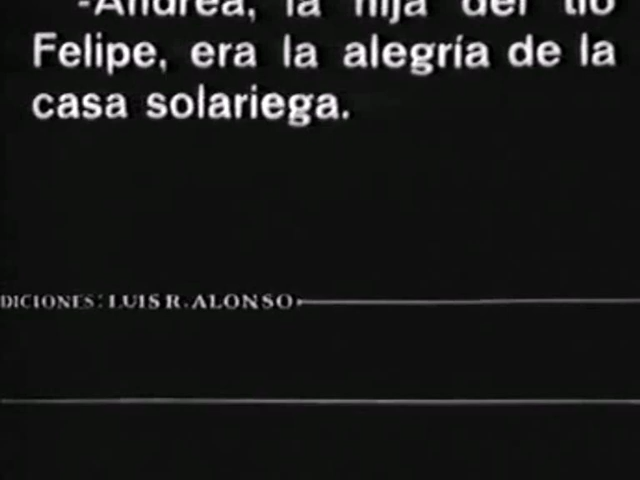 -Andrea, la hija del tío
Felipe, era la alegría de la
casa solariega.
DICIONES: LUIS R. ALONSO